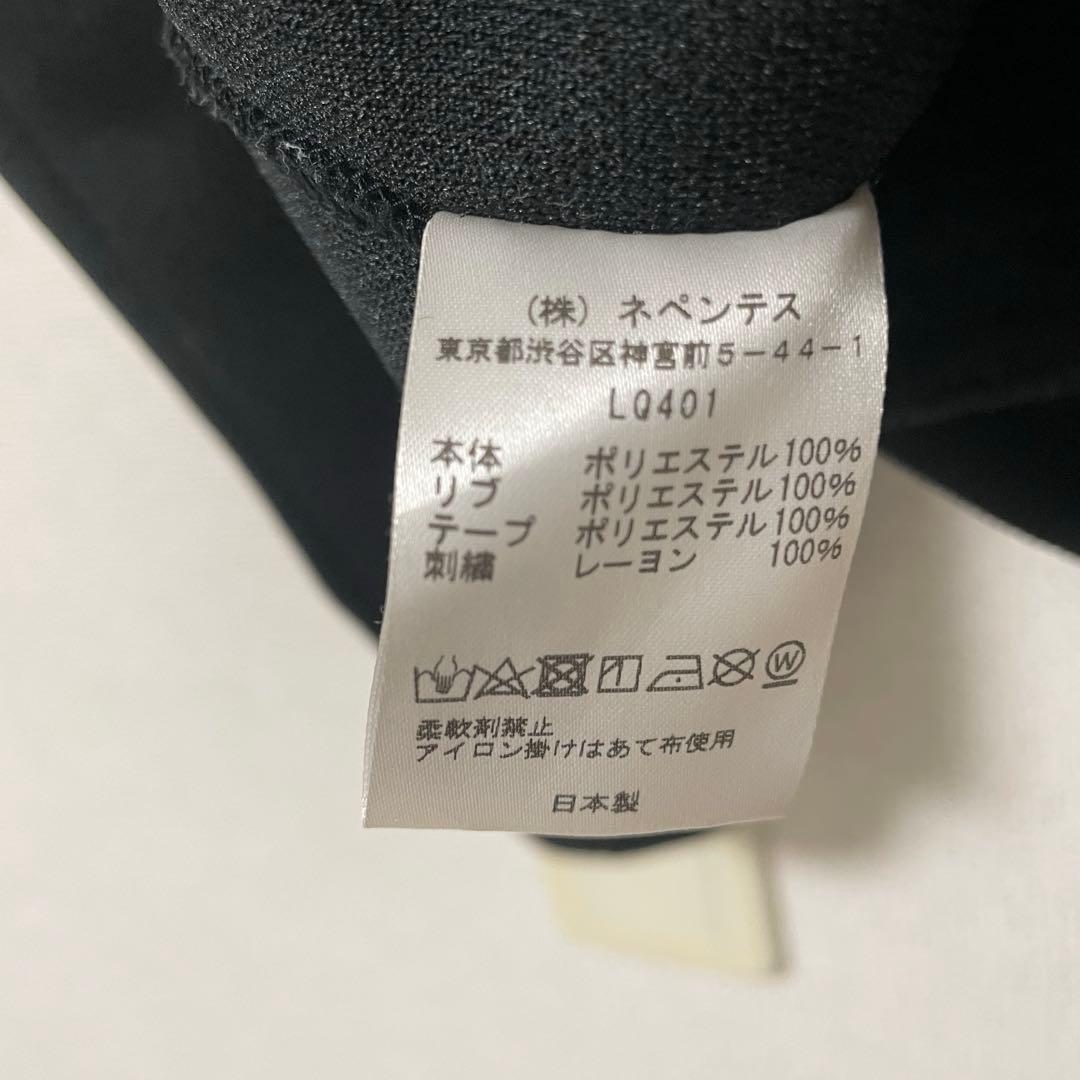 (株) ネペンテス
東京都渋谷区神宮前5-44-1
LQ401
本体 ポリエステル100%
リブ ポリエステル100%
テープ ポリエステル100%
刺繍 レーヨン 100%
W
柔軟剤禁止
アイロン掛けはあて布使用
日本製